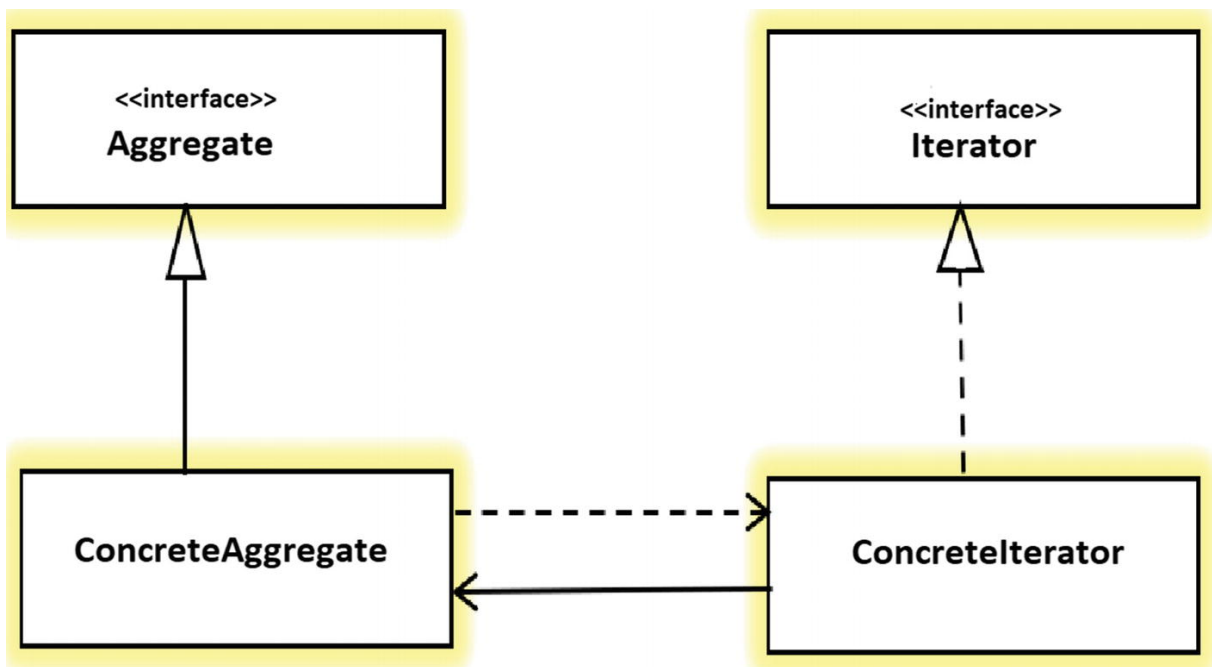 <<interface>>
Aggregate
<<interface>>
Iterator
ConcreteAggregate
ConcreteIterator